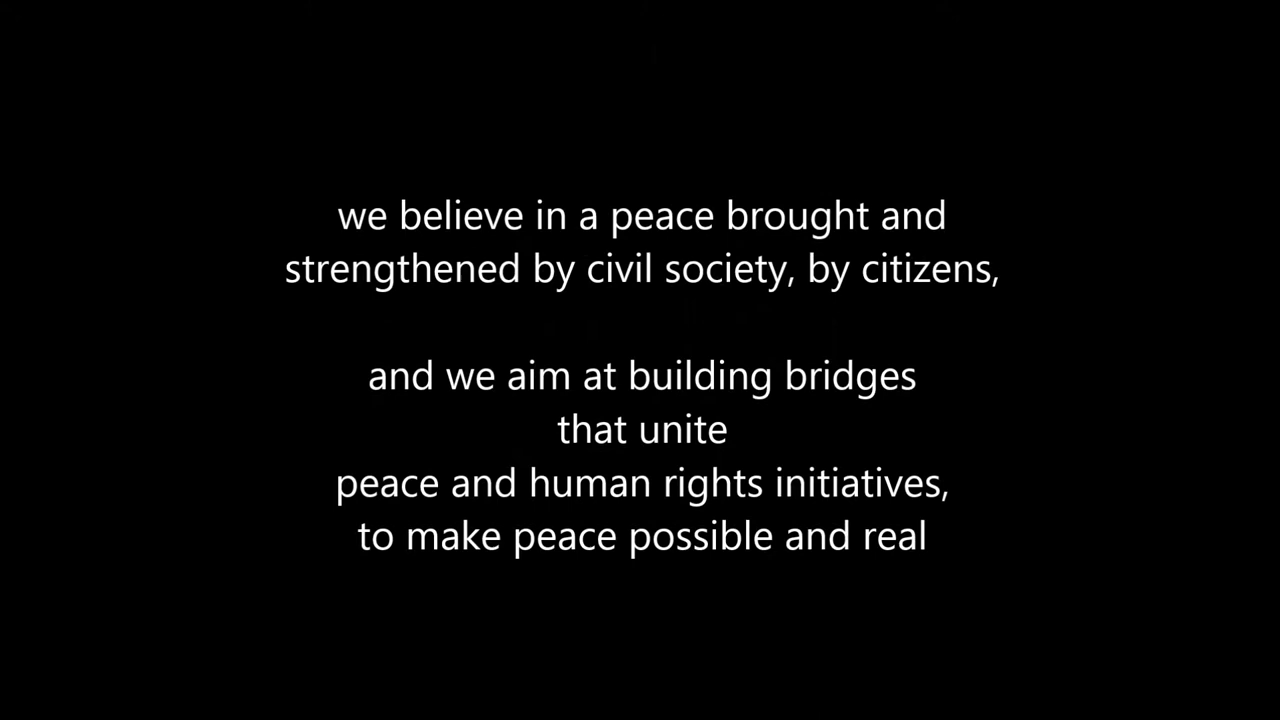 we believe in a peace brought and
strengthened by civil society, by citizens,
and we aim at building bridges
that unite
peace and human rights initiatives,
to make peace possible and real